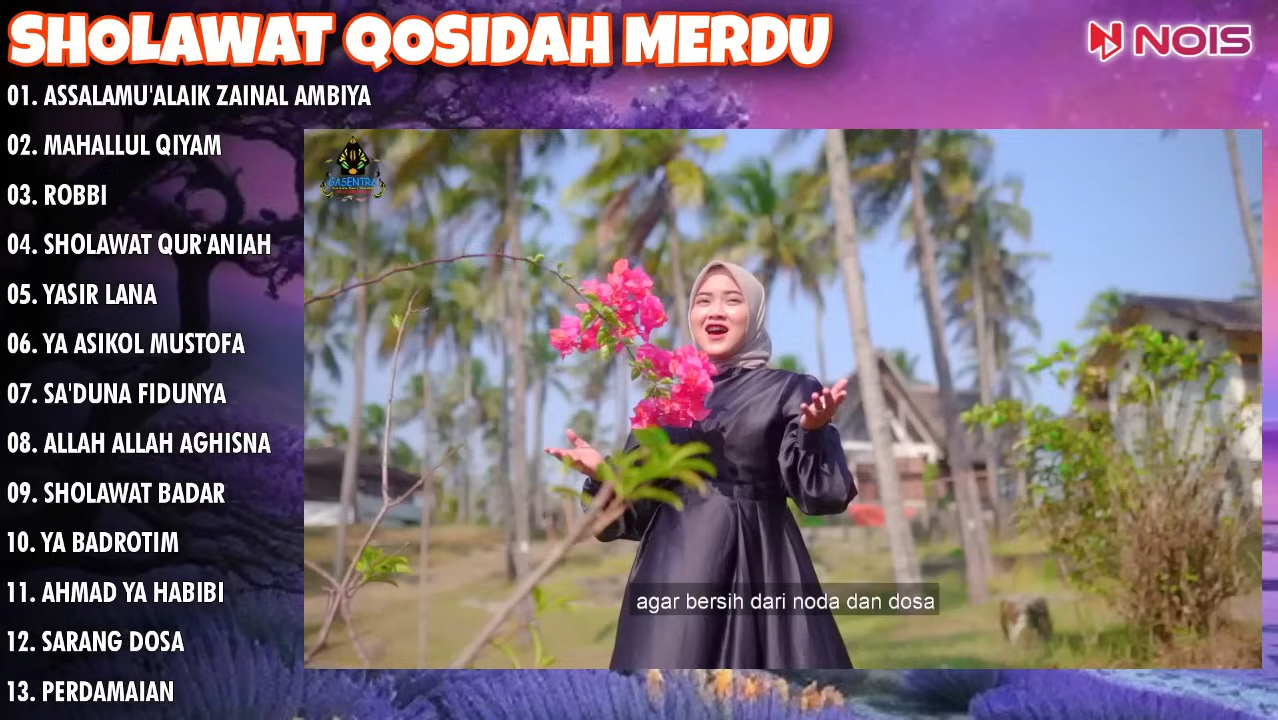 SHOLAWAT QOSIDAH MERDU
NOIS
01. ASSALAMU'ALAIK ZAINAL AMBIYA
02. MAHALLUL QIYAM
03. ROBBI
04. SHOLAWAT QUR'ANIAH
05. YASIR LANA
06. YA ASIKOL MUSTOFA
07. SA'DUNA FIDUNYA
08. ALLAH ALLAH AGHISNA
09. SHOLAWAT BADAR
10. YA BADROTIM
11. AHMAD YA HABIBI
12. SARANG DOSA
13. PERDAMAIAN
GASENTRA
agar bersih dari noda dan dosa